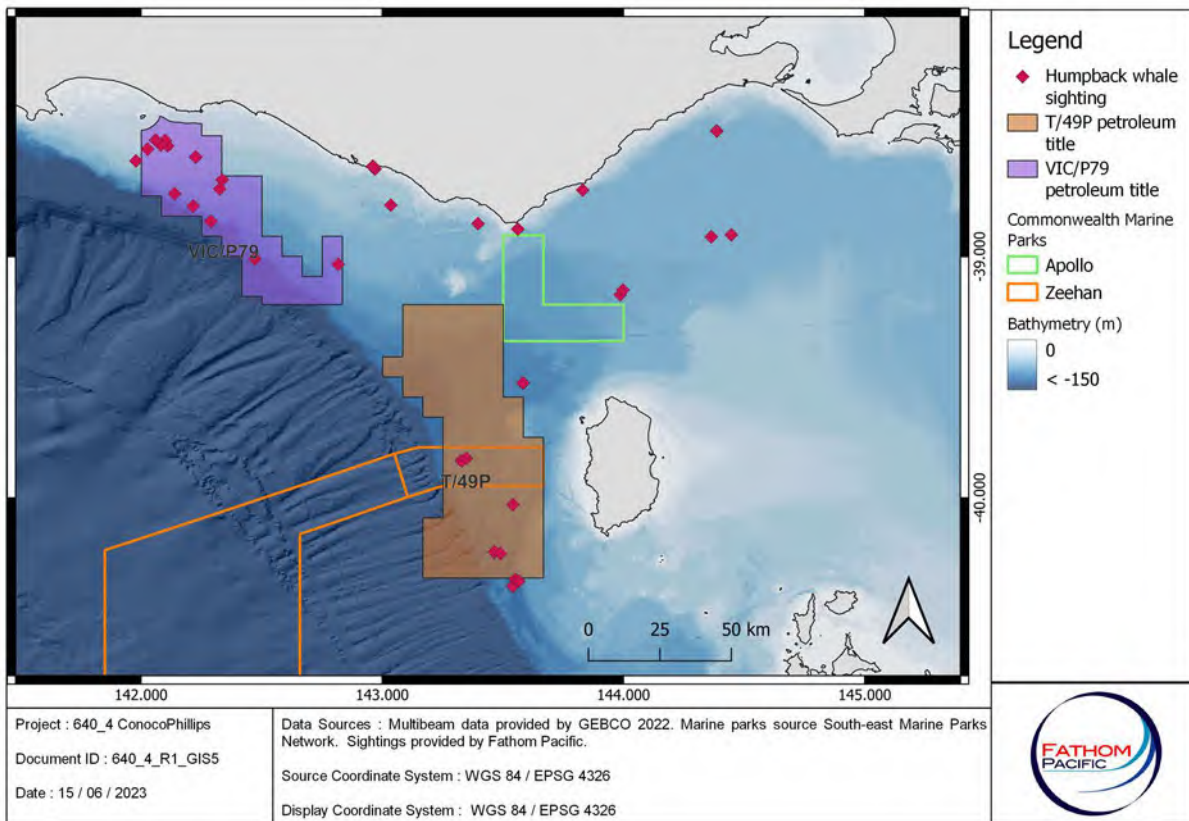 VIC/P79
T/49P
0 25 50 km
142.000 143.000 144.000 145.000
-39.000
-40.000
Legend
Humpback whale
sighting
T/49P petroleum
title
VIC/P79
petroleum title
Commonwealth Marine
Parks
Apollo
Zeehan
Bathymetry (m)
0
< -150
Project : 640_4 ConocoPhillips
Document ID : 640_4_R1_GIS5
Date : 15 / 06 / 2023
Data Sources : Multibeam data provided by GEBCO 2022. Marine parks source South-east Marine Parks
Network. Sightings provided by Fathom Pacific.
Source Coordinate System : WGS 84 / EPSG 4326
Display Coordinate System : WGS 84 / EPSG 4326
FATHOM
PACIFIC